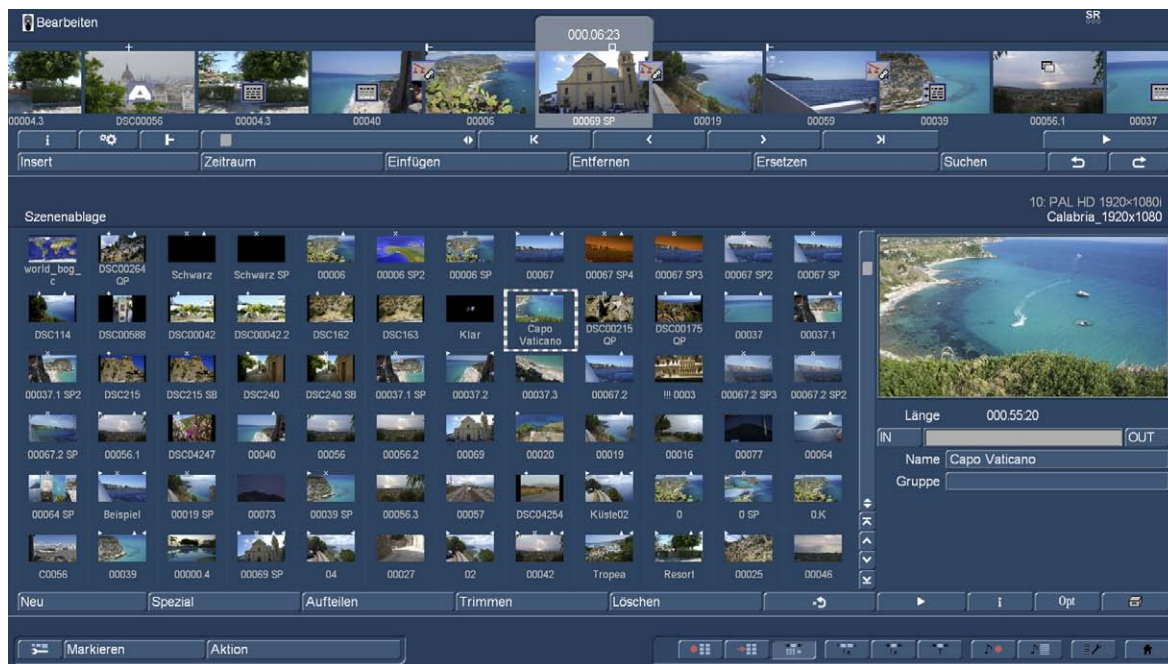 Bearbeiten
SR
000.06:23
00004.3 DSC00056 00004.3 00040 00006 00069 SP 00019 00059 00039 00056.1 00037
Insert Zeitraum Einfügen Entfernen Ersetzen Suchen
10: PAL HD 1920×1080i
Szenenablage Calabria_1920x1080
world_bog_c DSC00264 QP Schwarz Schwarz SP 00006 00006 SP2 00006 SP 00067 00067 SP4 00067 SP3 00067 SP2 00067 SP
DSC114 DSC00588 DSC00042 DSC00042.2 DSC162 DSC163 Klar Capo Vaticano DSC00215 QP DSC00175 QP 00037 00037.1
00037.1 SP2 DSC215 DSC215 SB DSC240 DSC240 SB 00037.1 SP 00037.2 00037.3 00067.2 !!! 0003 00067.2 SP3 00067.2 SP2
Länge 000.55:20
IN OUT
00067.2 SP 00056.1 DSC04247 00040 00056 00056.2 00069 00020 00019 00016 00077 00064
Name Capo Vaticano
Gruppe
00064 SP Beispiel 00019 SP 00073 00039 SP 00056.3 00057 DSC04254 Küste02 0 0 SP 0.K
C0056 00039 00000.4 00069 SP 04 00027 02 00042 Tropea Resort 00025 00046
Neu Spezial Aufteilen Trimmen Löschen i Opt
Markieren Aktion